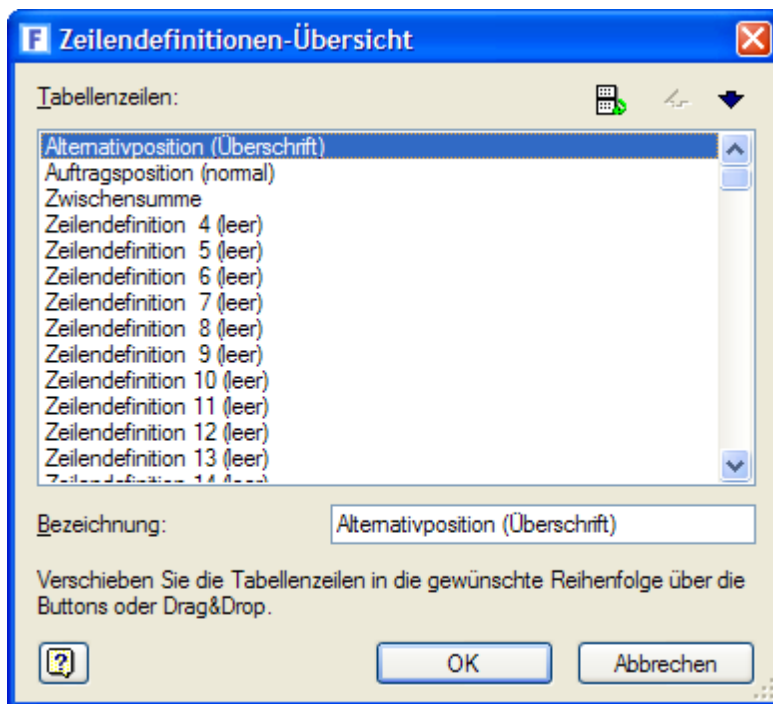 F Zeilendefinitionen-Übersicht
Tabellenzeilen:
Alternativposition (Überschrift)
Auftragsposition (normal)
Zwischensumme
Zeilendefinition 4 (leer)
Zeilendefinition 5 (leer)
Zeilendefinition 6 (leer)
Zeilendefinition 7 (leer)
Zeilendefinition 8 (leer)
Zeilendefinition 9 (leer)
Zeilendefinition 10 (leer)
Zeilendefinition 11 (leer)
Zeilendefinition 12 (leer)
Zeilendefinition 13 (leer)
Zeilendefinition 14 (leer)
Bezeichnung: Alternativposition (Überschrift)
Verschieben Sie die Tabellenzeilen in die gewünschte Reihenfolge über die
Buttons oder Drag&Drop.
OK Abbrechen